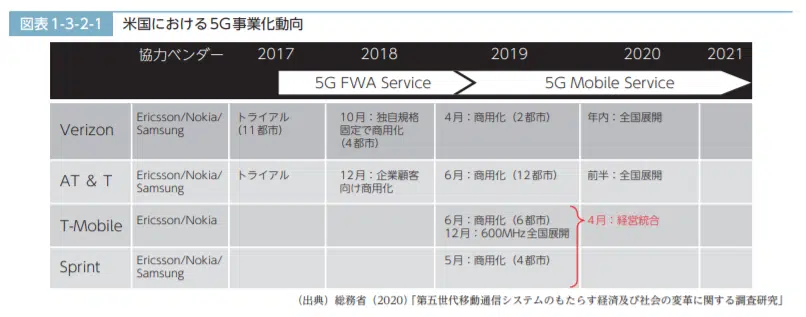 図表1-3-2-1 米国における5G事業化動向
協力ベンダー 2017 2018 2019 2020 2021
5G FWA Service 5G Mobile Service
Verizon
Ericsson/Nokia/
Samsung
トライアル
(11都市)
10月:独自規格
固定で商用化
(4都市)
4月:商用化(2都市)
年内:全国展開
AT & T
Ericsson/Nokia/
Samsung
トライアル
12月:企業顧客
向け商用化
6月:商用化(12都市)
前半:全国展開
T-Mobile
Ericsson/Nokia
6月:商用化(6都市)
12月:600MHz全国展開
4月:経営統合
Sprint
Ericsson/Nokia/
Samsung
5月:商用化(4都市)
(出典)総務省(2020)「第五世代移動通信システムのもたらす経済及び社会の変革に関する調査研究」